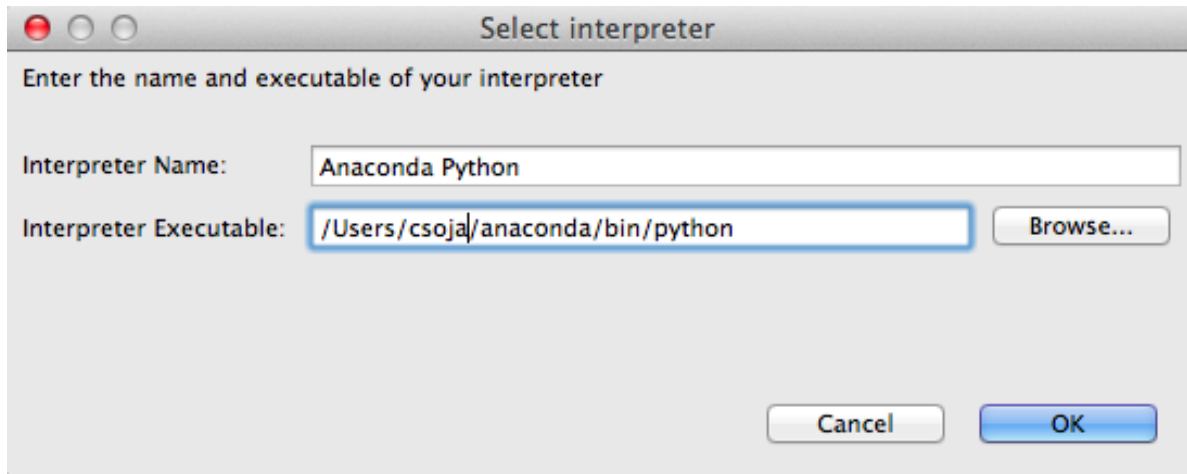 Select interpreter
Enter the name and executable of your interpreter
Interpreter Name: Anaconda Python
Interpreter Executable: /Users/csoja/anaconda/bin/python Browse...
Cancel OK